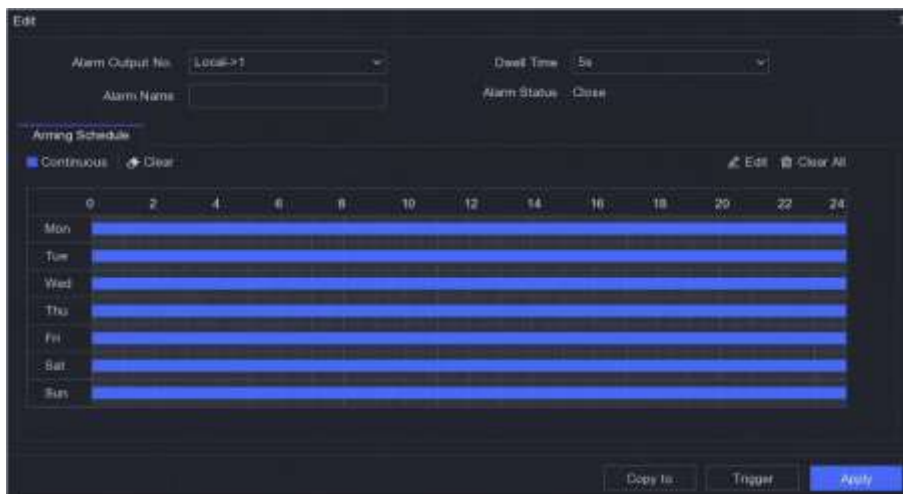 Edit
Alarm Output No. Local->1 Dwell Time 5s
Alarm Name Alarm Status Close
Arming Schedule
Continuous Clear Edit Clear All
0 2 4 6 8 10 12 14 16 18 20 22 24
Mon
Tue
Wed
Thu
Fri
Sat
Sun
Copy to Trigger Apply